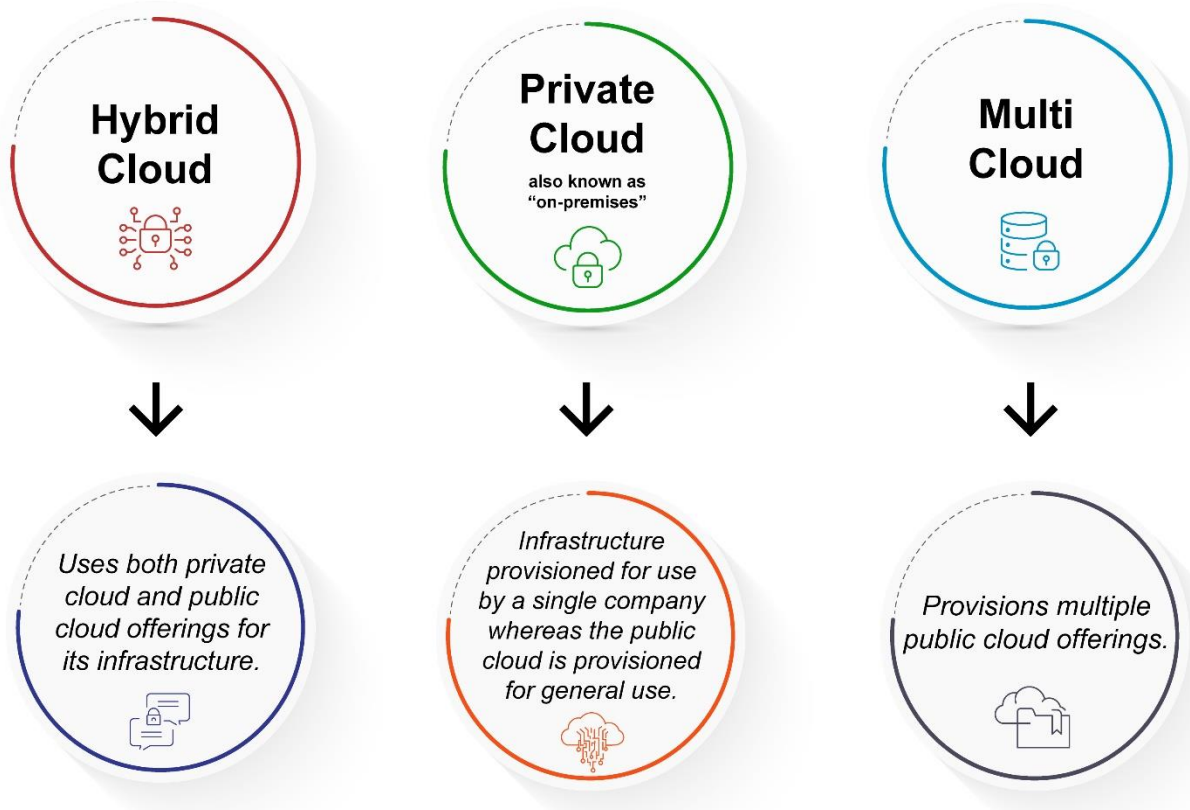 Hybrid
Cloud
Private
Cloud
also known as
“on-premises”
Multi
Cloud
Uses both private
cloud and public
cloud offerings for
its infrastructure.
Infrastructure
provisioned for use
by a single company
whereas the public
cloud is provisioned
for general use.
Provisions multiple
public cloud offerings.